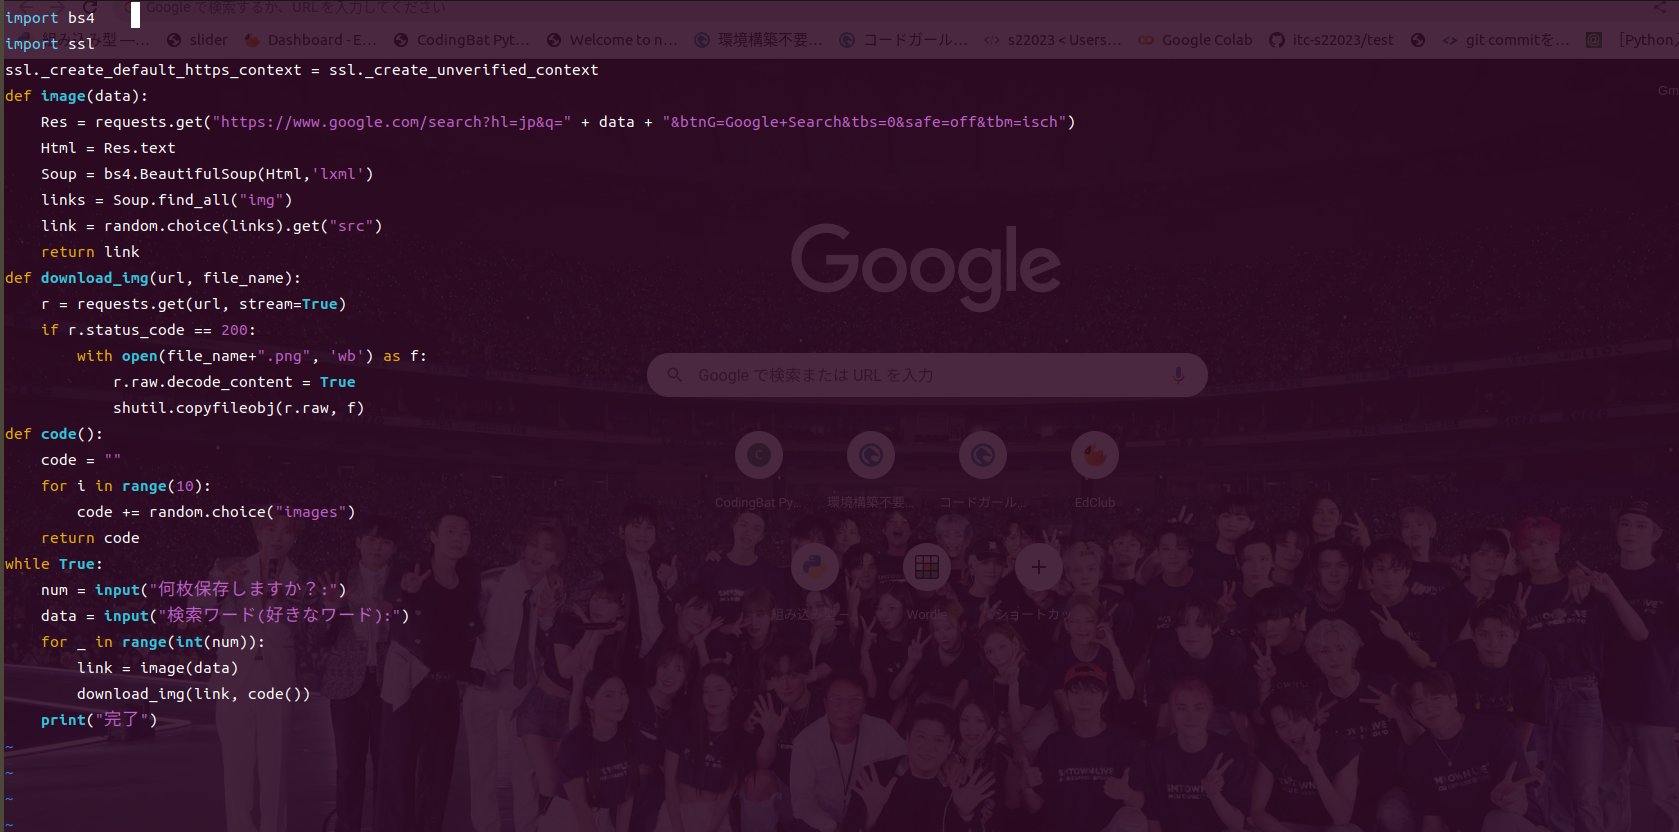 import bs4
import ssl
ssl._create_default_https_context = ssl._create_unverified_context
def image(data):
    Res = requests.get("https://www.google.com/search?hl=jp&q=" + data + "&btnG=Google+Search&tbs=0&safe=off&tbm=isch")
    Html = Res.text
    Soup = bs4.BeautifulSoup(Html,'lxml')
    links = Soup.find_all("img")
    link = random.choice(links).get("src")
    return link
def download_img(url, file_name):
    r = requests.get(url, stream=True)
    if r.status_code == 200:
        with open(file_name+".png", 'wb') as f:
            r.raw.decode_content = True
            shutil.copyfileobj(r.raw, f)
def code():
    code = ""
    for i in range(10):
        code += random.choice("images")
    return code
while True:
    num = input("何枚保存しますか？:")
    data = input("検索ワード(好きなワード):")
    for _ in range(int(num)):
        link = image(data)
        download_img(link, code())
    print("完了")
~
~
~
~
Google で検索するか、URL を入力してください
組み込み型 —… slider Dashboard - E… CodingBat Pyt… Welcome to n… 環境構築不要… コードガール… s22023 < Users… Google Colab itc-s22023/test git commitを… [Python
Gm
Google
Google で検索または URL を入力
CodingBat Py… 環境構築不要… コードガール… EdClub
組み込み型 — Wordle ショートカッ
SMTOWN LIVE